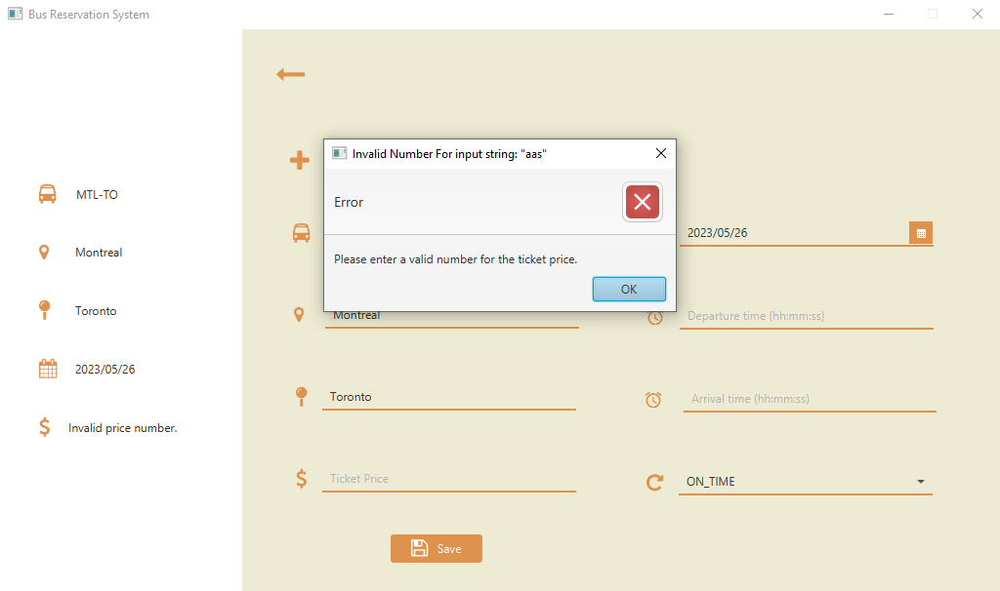 Bus Reservation System
MTL-TO
Montreal
Toronto
2023/05/26
Invalid price number.
Invalid Number For input string: "aas"
Error
Please enter a valid number for the ticket price.
OK
2023/05/26
Montreal
Departure time (hh:mm:ss)
Toronto
Arrival time (hh:mm:ss)
Ticket Price
ON_TIME
Save